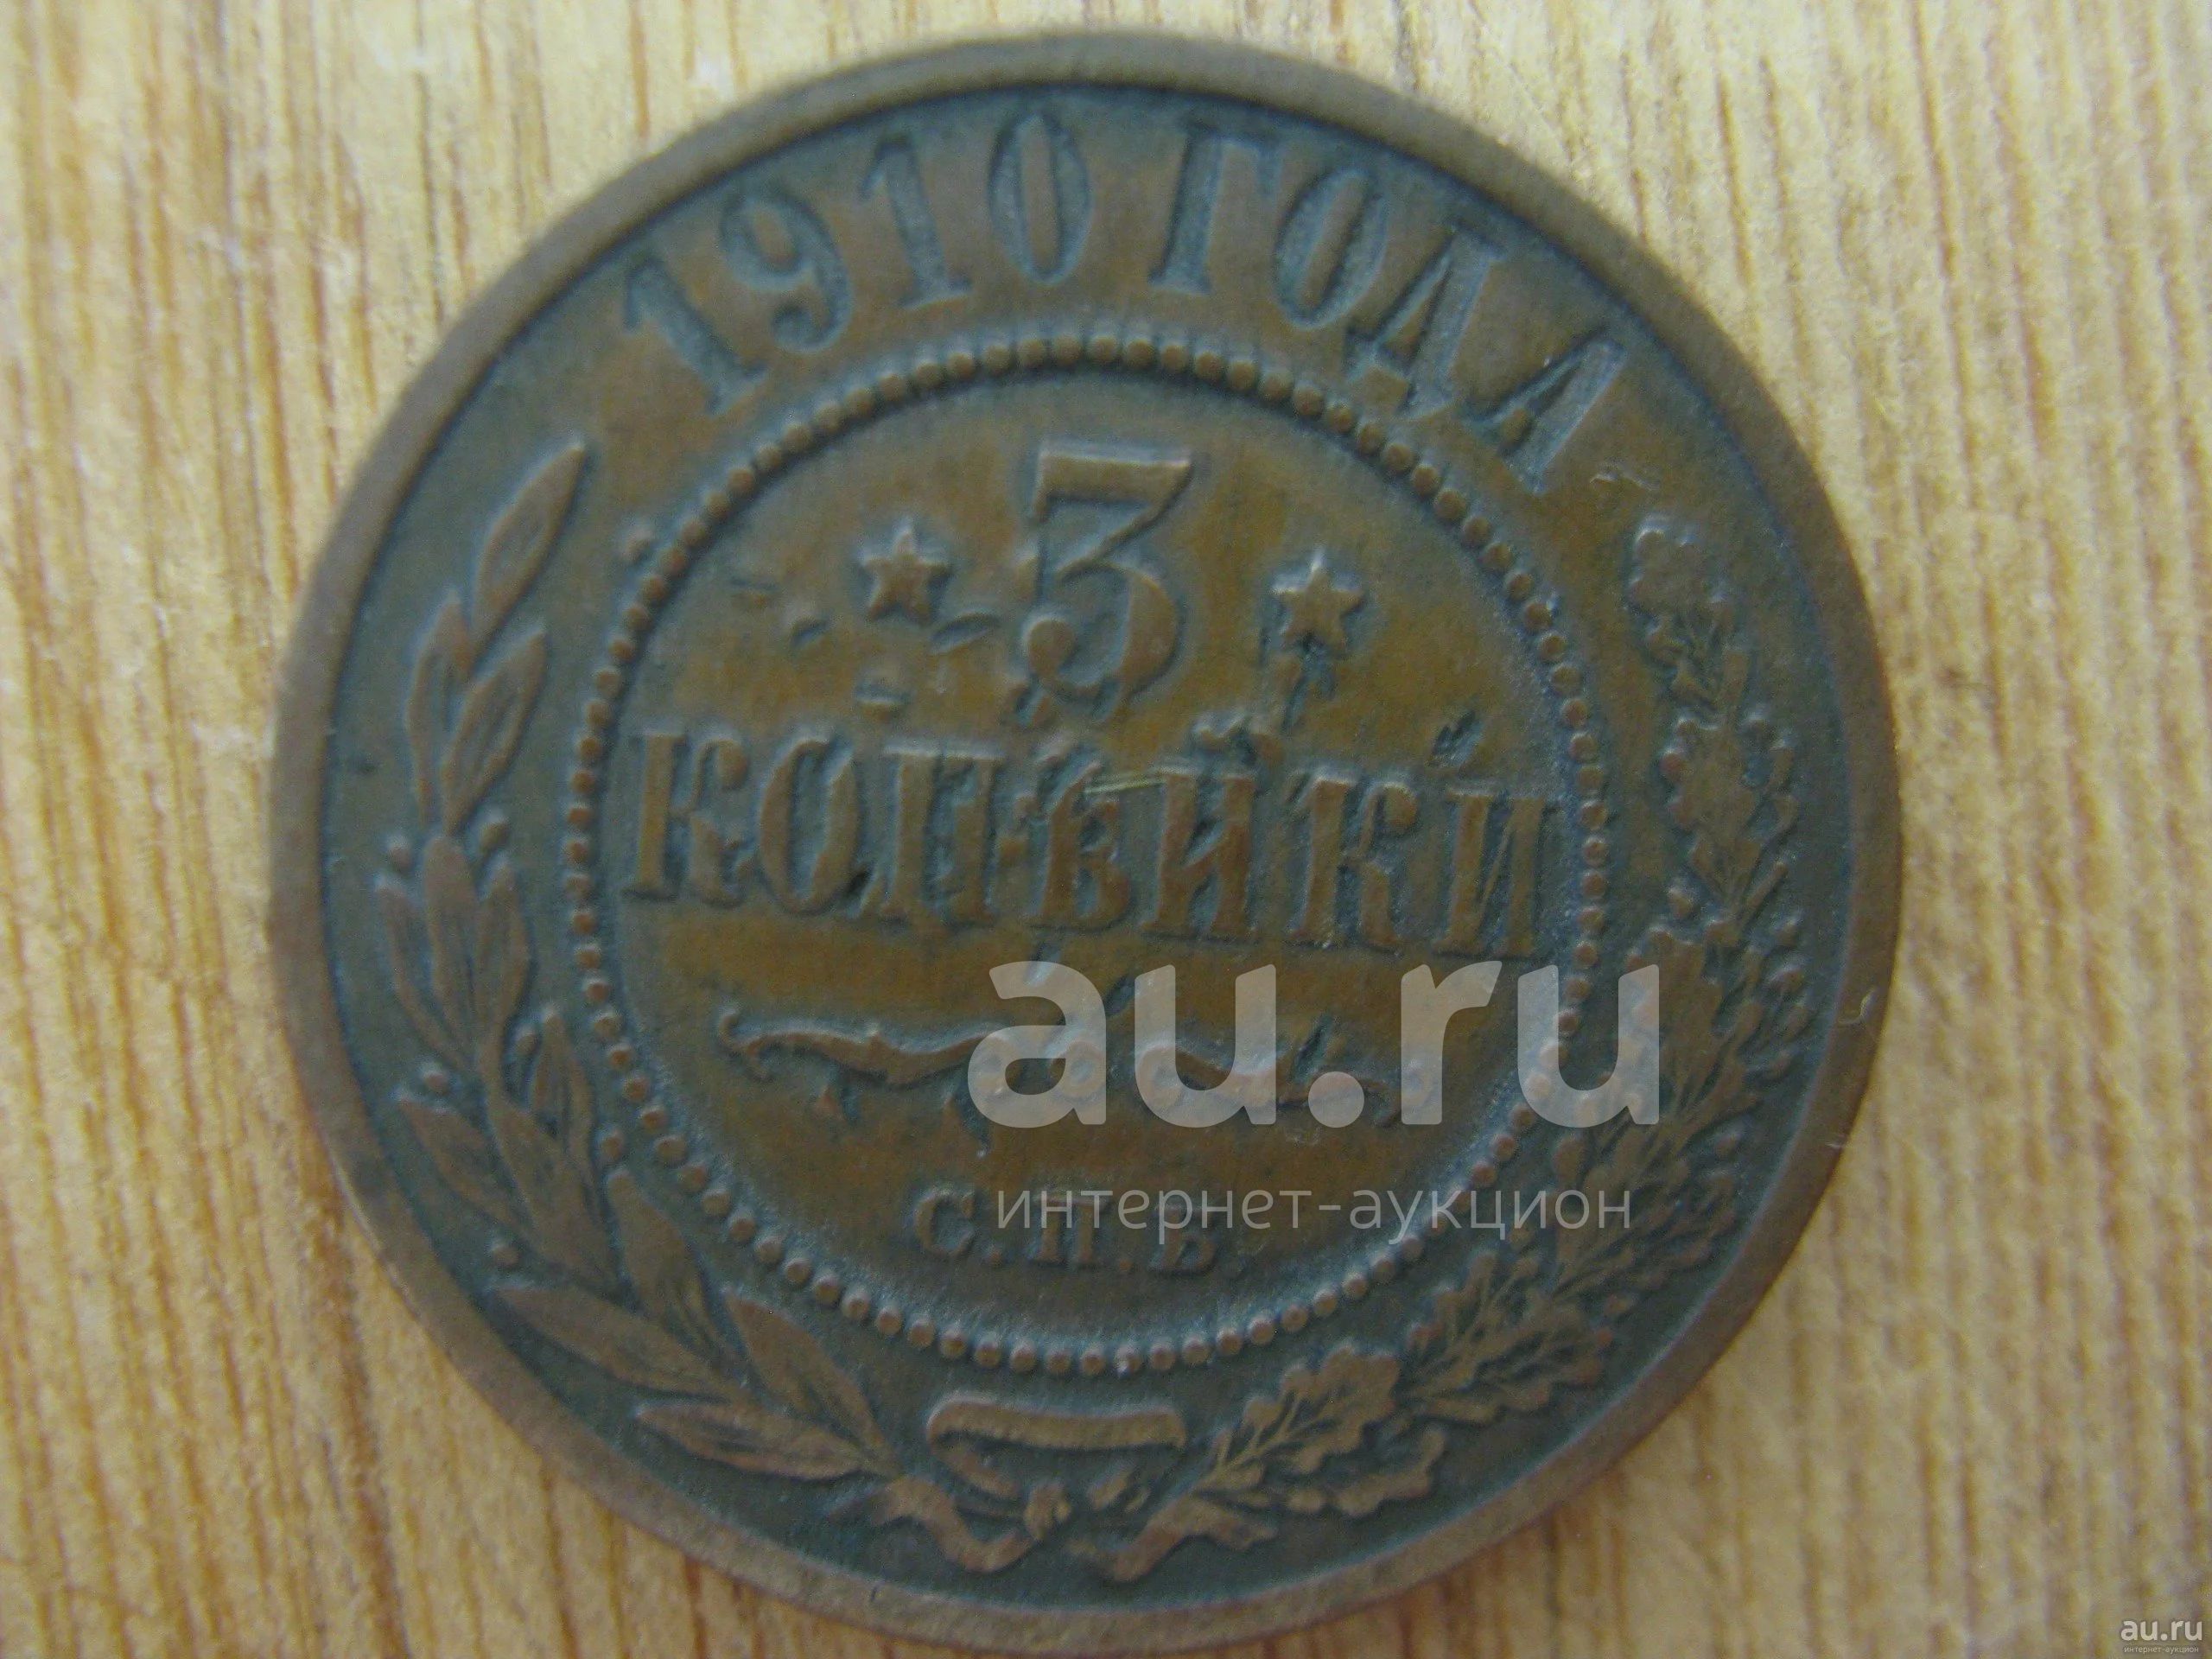 1910 ГОДА
3
КОПѢЙКИ
С.П.Б.
au.ru
интернет-аукцион
au.ru
интернет-аукцион